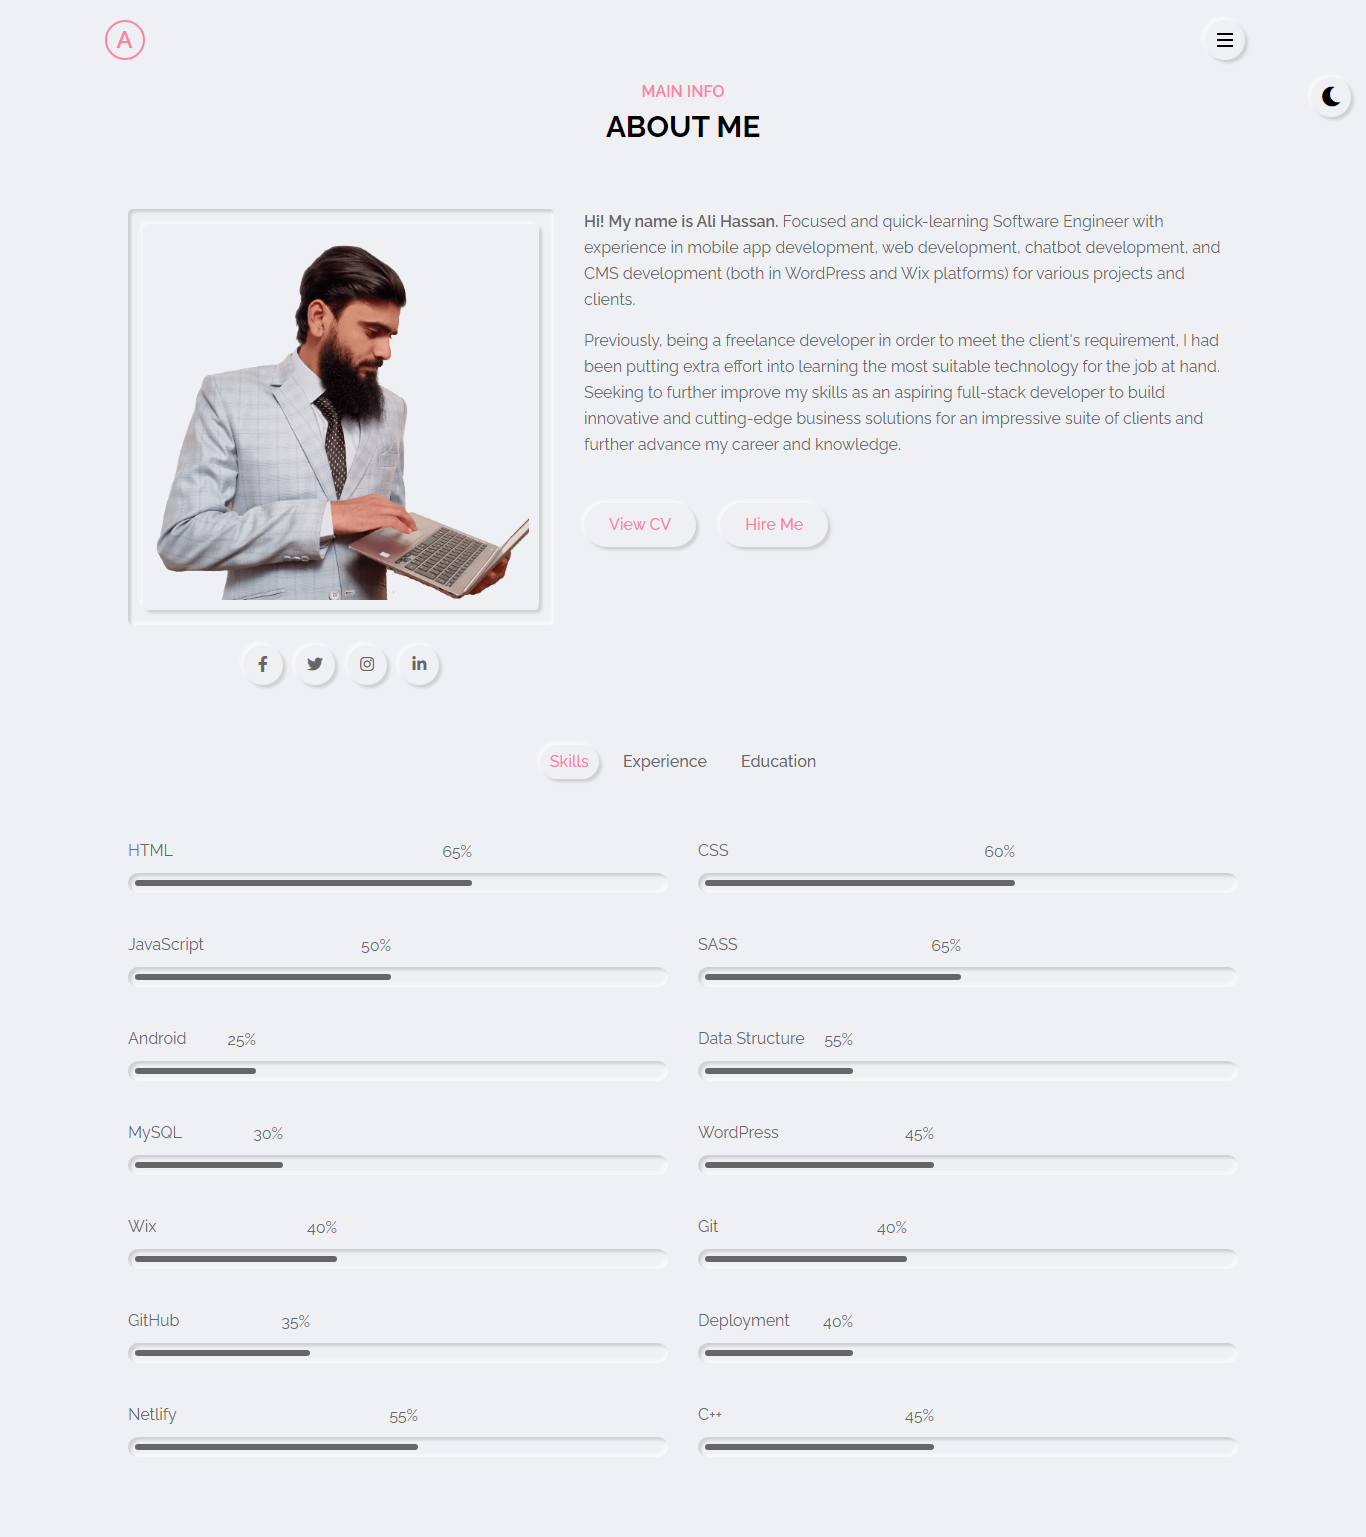 A
MAIN INFO
ABOUT ME
Hi! My name is Ali Hassan. Focused and quick-learning Software Engineer with
experience in mobile app development, web development, chatbot development, and
CMS development (both in WordPress and Wix platforms) for various projects and
clients.
Previously, being a freelance developer in order to meet the client's requirement, I had
been putting extra effort into learning the most suitable technology for the job at hand.
Seeking to further improve my skills as an aspiring full-stack developer to build
innovative and cutting-edge business solutions for an impressive suite of clients and
further advance my career and knowledge.
View CV Hire Me
Skills Experience Education
HTML 65% CSS 60%
JavaScript 50% SASS 65%
Android 25% Data Structure 55%
MySQL 30% WordPress 45%
Wix 40% Git 40%
GitHub 35% Deployment 40%
Netlify 55% C++ 45%